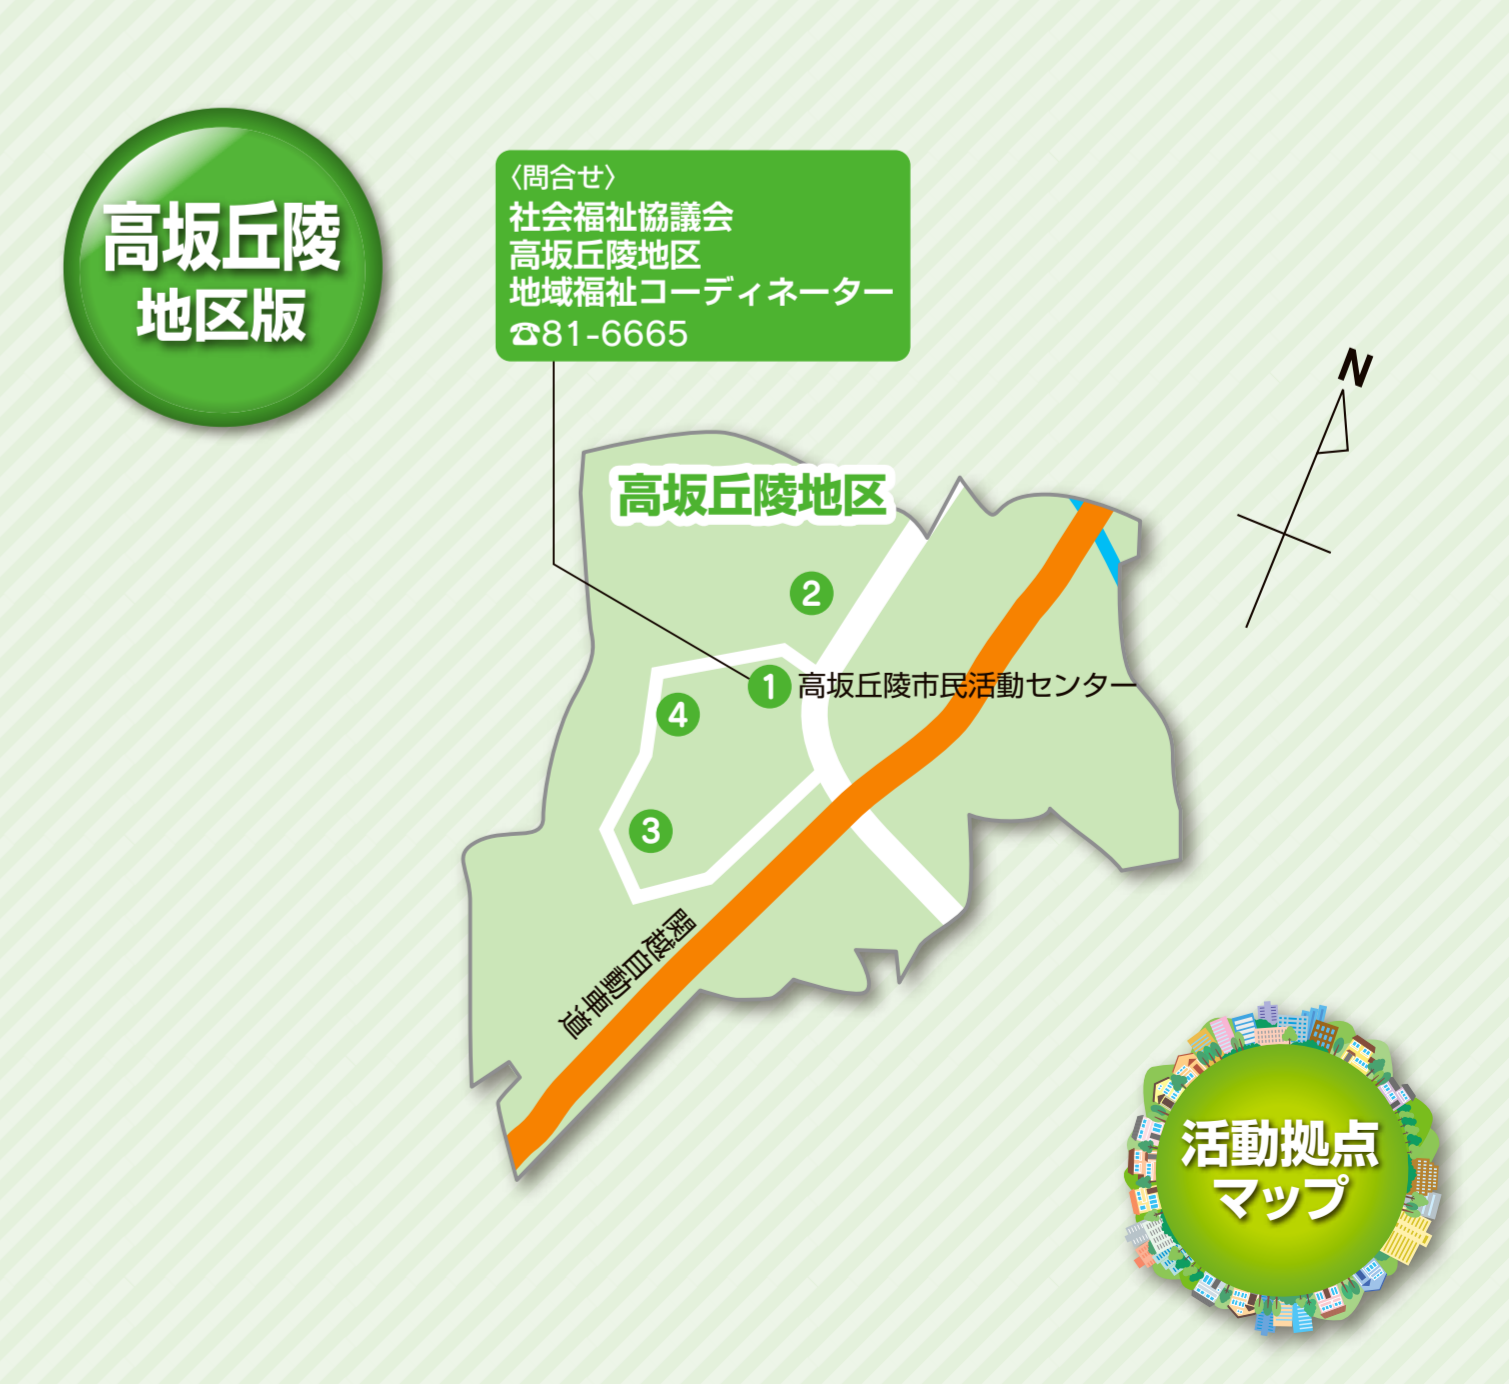 高坂丘陵
地区版
〈問合せ〉
社会福祉協議会
高坂丘陵地区
地域福祉コーディネーター
☎81-6665
N
高坂丘陵地区
2
1 高坂丘陵市民活動センター
4
3
関越自動車道
活動拠点
マップ